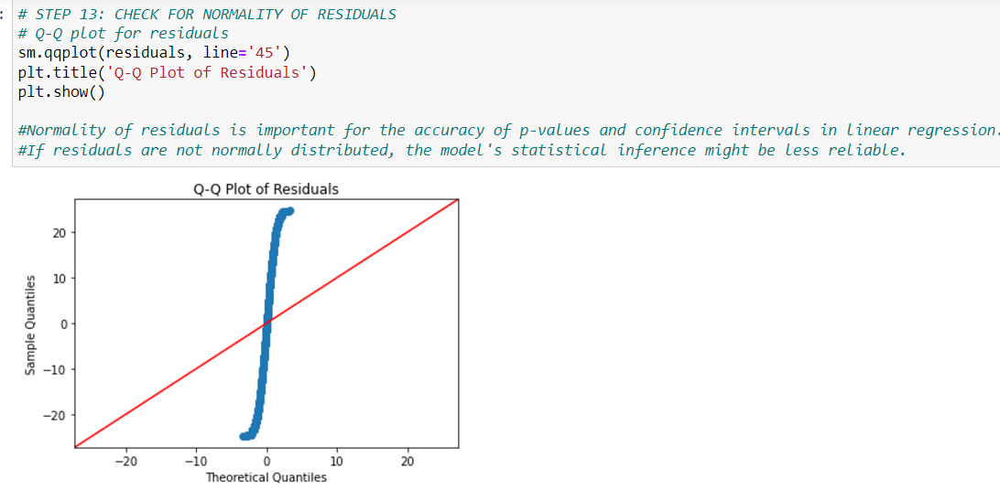 : # STEP 13: CHECK FOR NORMALITY OF RESIDUALS
# Q-Q plot for residuals
sm.qqplot(residuals, line='45')
plt.title('Q-Q Plot of Residuals')
plt.show()
#Normality of residuals is important for the accuracy of p-values and confidence intervals in linear regression.
#If residuals are not normally distributed, the model's statistical inference might be less reliable.
Q-Q Plot of Residuals
20
10
0
−10
−20
Sample Quantiles
−20 −10 0 10 20
Theoretical Quantiles